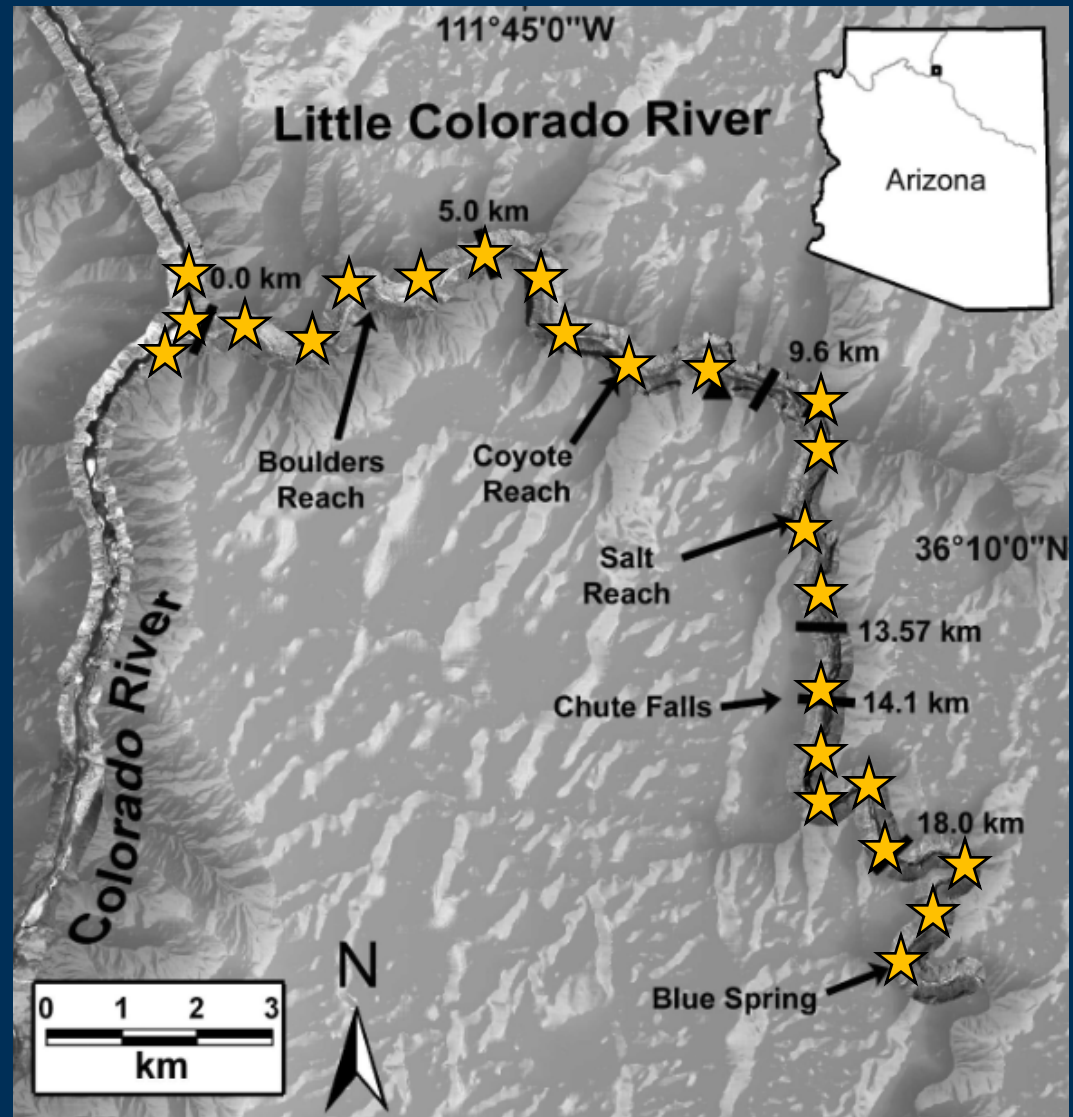 111°45'0"W
Little Colorado River
Arizona
5.0 km
0.0 km
9.6 km
Boulders
Reach
Coyote
Reach
Salt
Reach
36°10'0"N
13.57 km
Chute Falls
14.1 km
18.0 km
Colorado River
Blue Spring
N
0 1 2 3
km